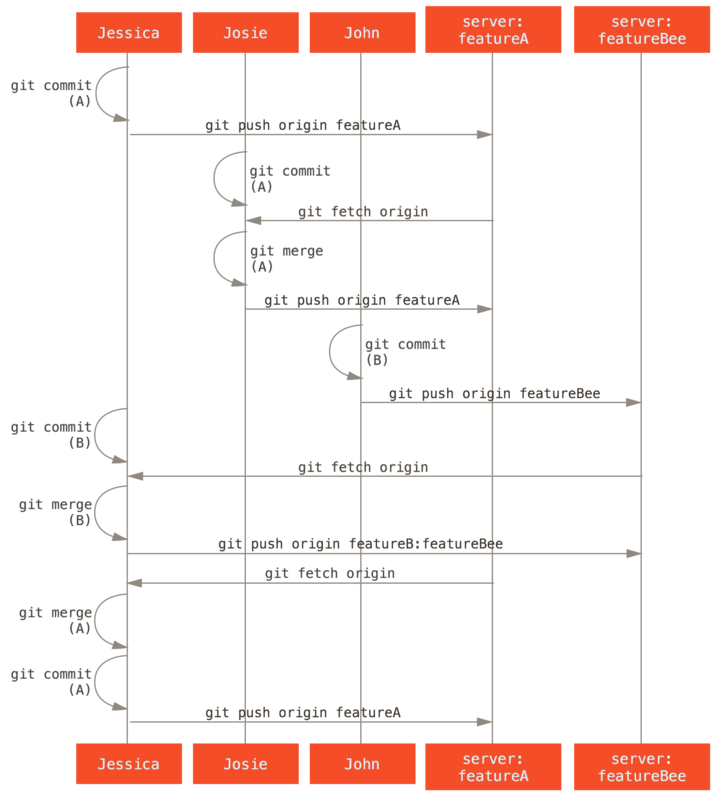 Jessica
Josie
John
server:
featureA
server:
featureBee
git commit
(A)
git push origin featureA
git commit
(A)
git fetch origin
git merge
(A)
git push origin featureA
git commit
(B)
git push origin featureBee
git commit
(B)
git fetch origin
git merge
(B)
git push origin featureB:featureBee
git fetch origin
git merge
(A)
git commit
(A)
git push origin featureA
Jessica
Josie
John
server:
featureA
server:
featureBee